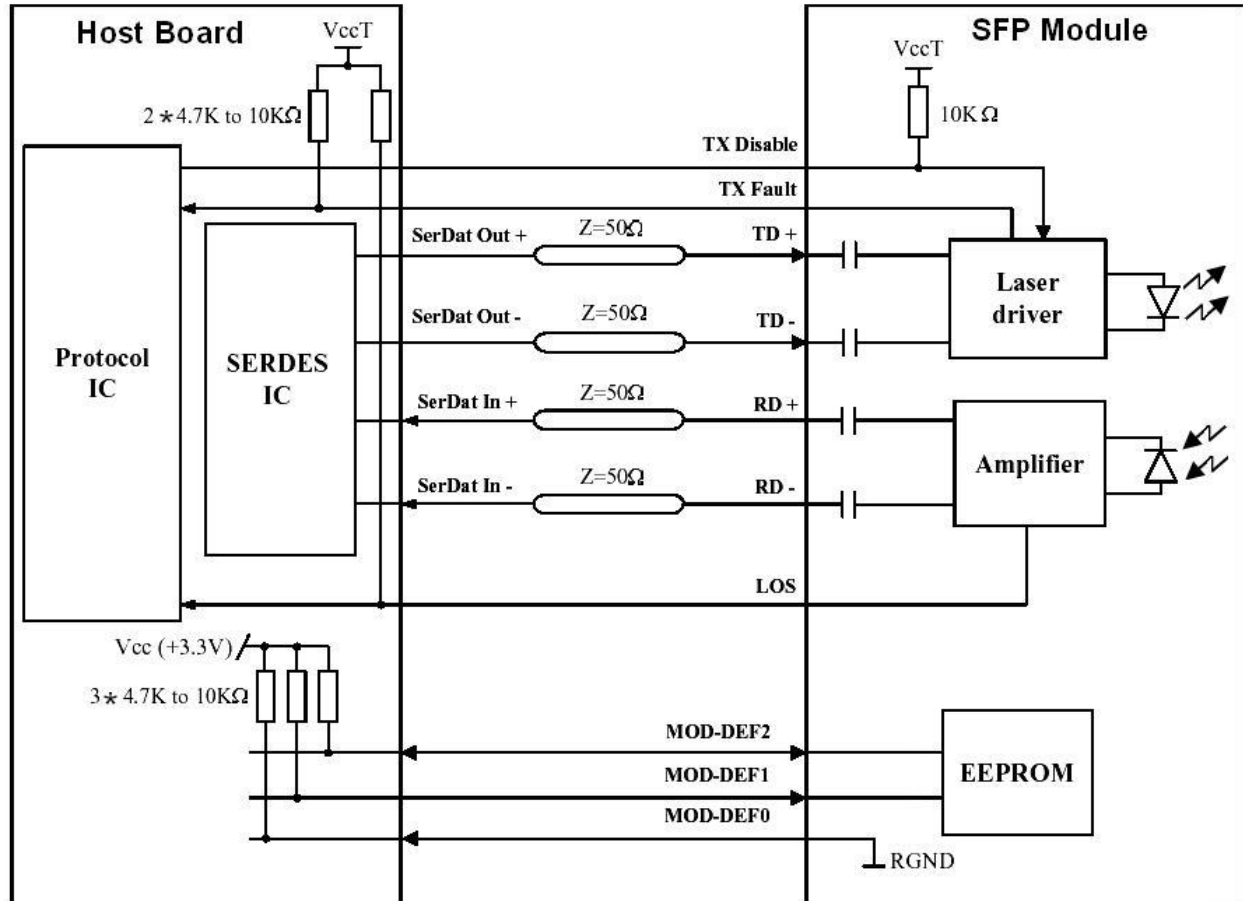 Host Board
SFP Module
VccT
VccT
2*4.7K to 10KΩ
10K Ω
TX Disable
TX Fault
SerDat Out +
Z=50Ω
TD +
SerDat Out -
Z=50Ω
TD -
Laser
driver
Protocol
IC
SERDES
IC
SerDat In +
Z=50Ω
RD +
SerDat In -
Z=50Ω
RD -
Amplifier
LOS
Vcc (+3.3V)
3* 4.7K to 10KΩ
MOD-DEF2
MOD-DEF1
MOD-DEF0
EEPROM
RGND